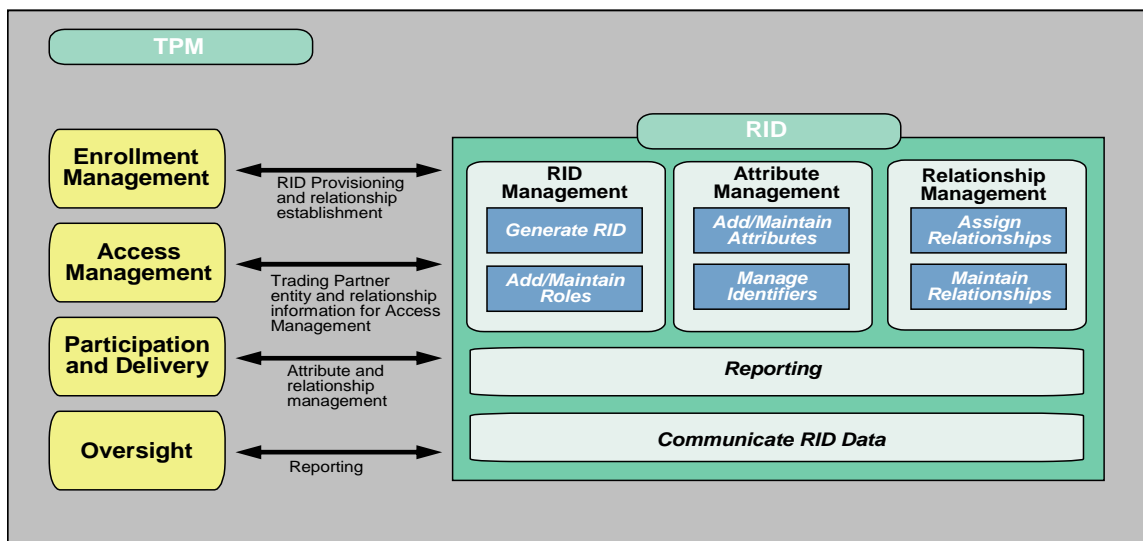 TPM
Enrollment
Management
RID Provisioning
and relationship
establishment
Access
Management
Trading Partner
entity and relationship
information for Access
Management
Participation
and Delivery
Attribute and
relationship
management
Oversight
Reporting
RID
RID
Management
Generate RID
Add/Maintain
Roles
Attribute
Management
Add/Maintain
Attributes
Manage
Identifiers
Relationship
Management
Assign
Relationships
Maintain
Relationships
Reporting
Communicate RID Data